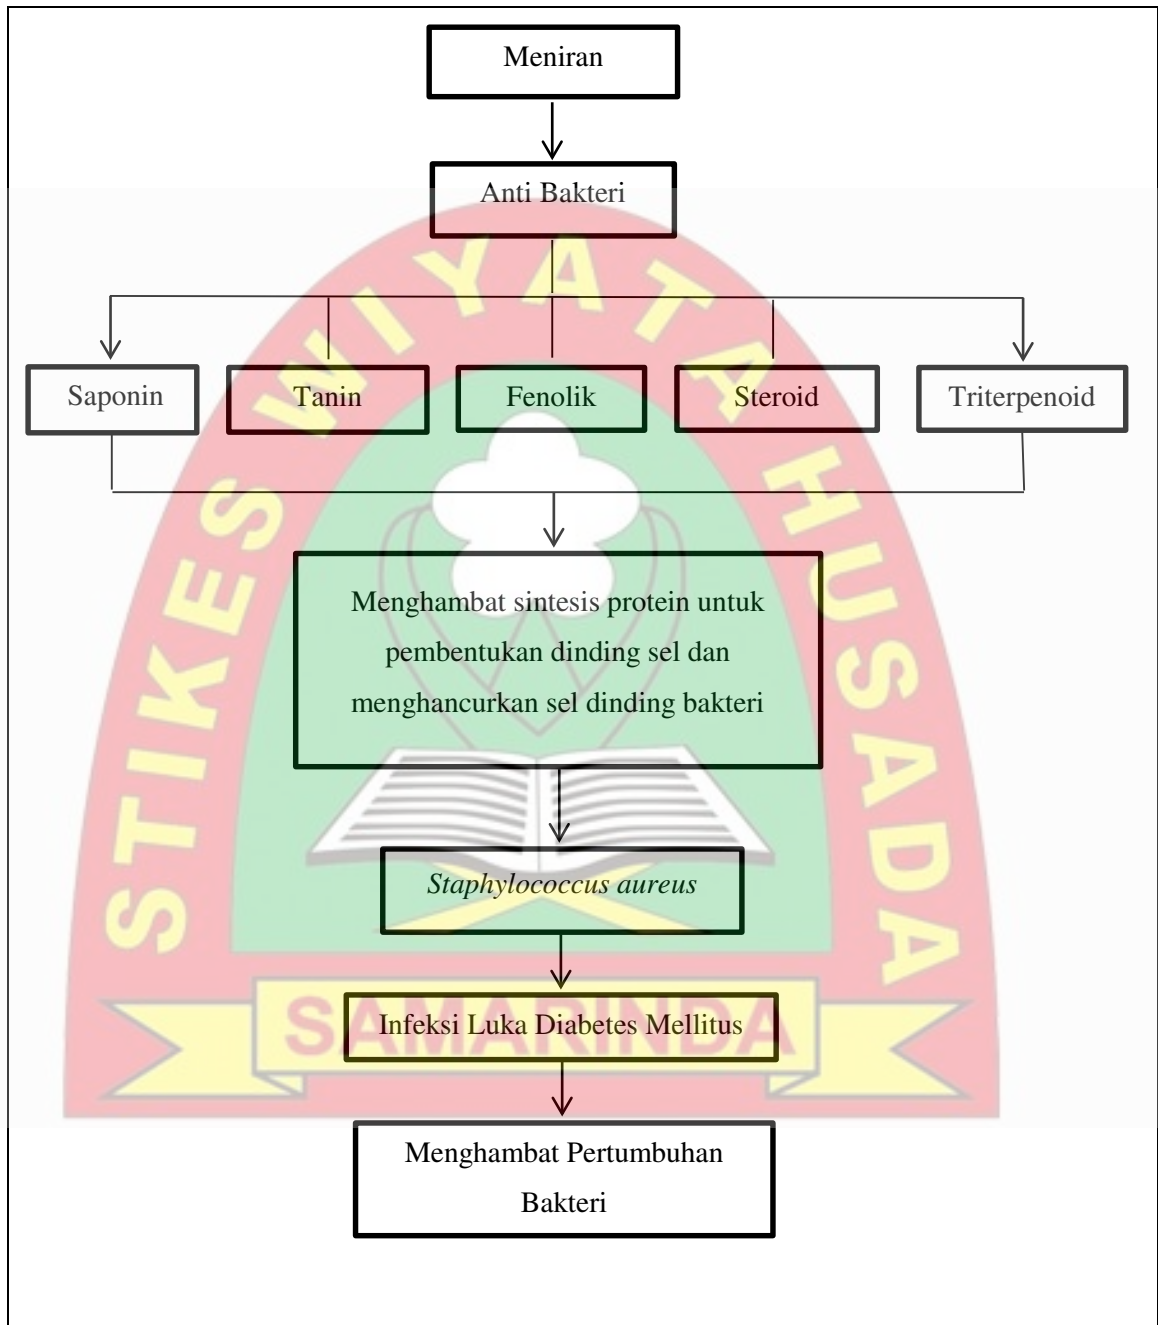 Meniran
Anti Bakteri
Saponin
Tanin
Fenolik
Steroid
Triterpenoid
Menghambat sintesis protein untuk
pembentukan dinding sel dan
menghancurkan sel dinding bakteri
Staphylococcus aureus
Infeksi Luka Diabetes Mellitus
Menghambat Pertumbuhan
Bakteri
STIKES WIYATA HUSADA
SAMARINDA